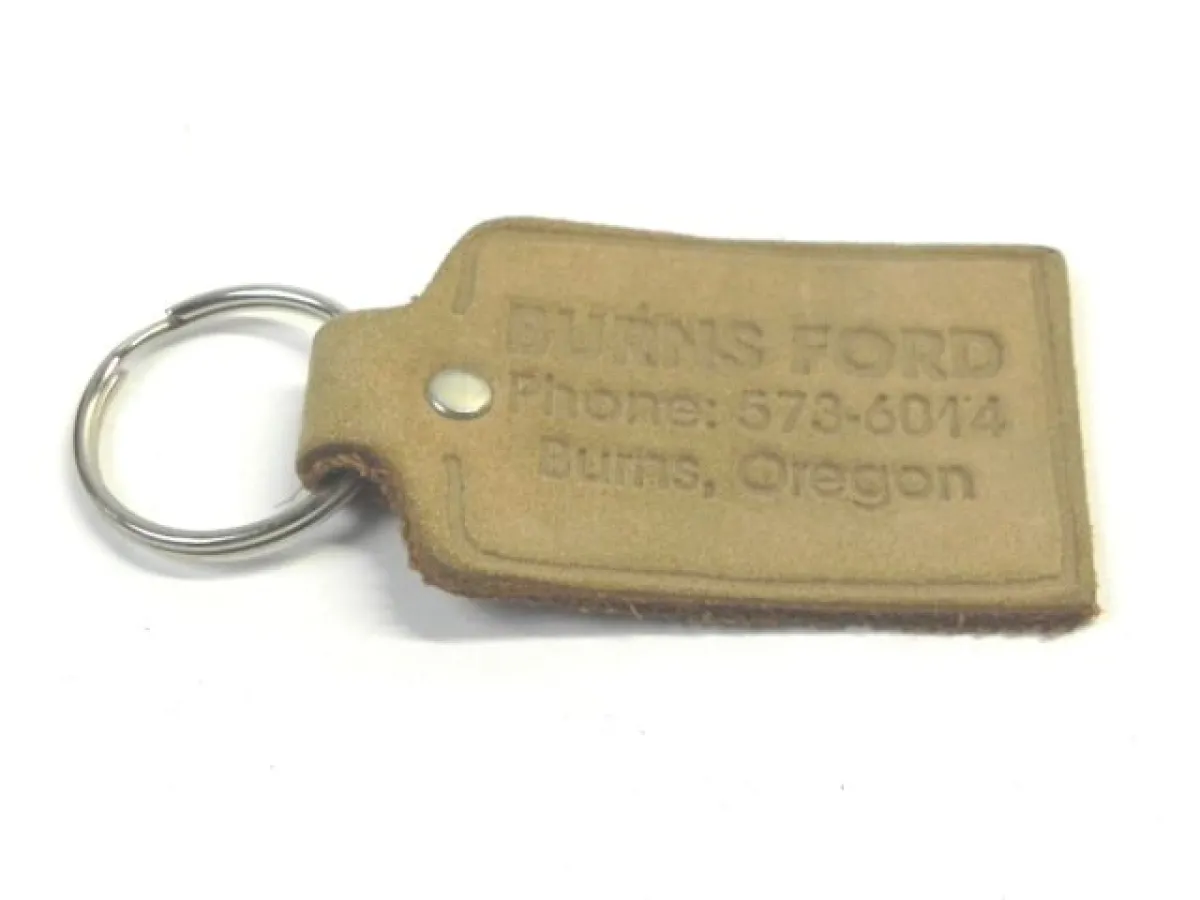 BURNS FORD
Phone: 573-6014
Burns, Oregon